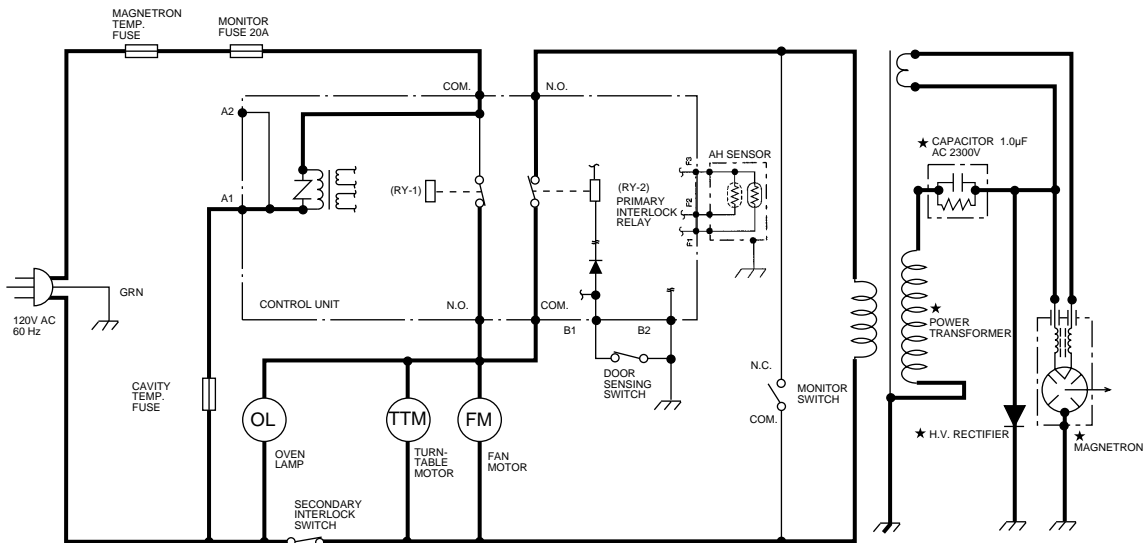 MAGNETRON
TEMP.
FUSE
MONITOR
FUSE 20A
COM.
N.O.
A2
A1
(RY-1)
(RY-2)
PRIMARY
INTERLOCK
RELAY
F3
F2
F1
AH SENSOR
★ CAPACITOR 1.0µF
AC 2300V
GRN
120V AC
60 Hz
CONTROL UNIT
N.O.
COM.
B1
B2
★
POWER
TRANSFORMER
CAVITY
TEMP.
FUSE
DOOR
SENSING
SWITCH
N.C.
MONITOR
SWITCH
COM.
OL
OVEN
LAMP
TTM
TURN-
TABLE
MOTOR
FM
FAN
MOTOR
★ H.V. RECTIFIER
★
MAGNETRON
SECONDARY
INTERLOCK
SWITCH